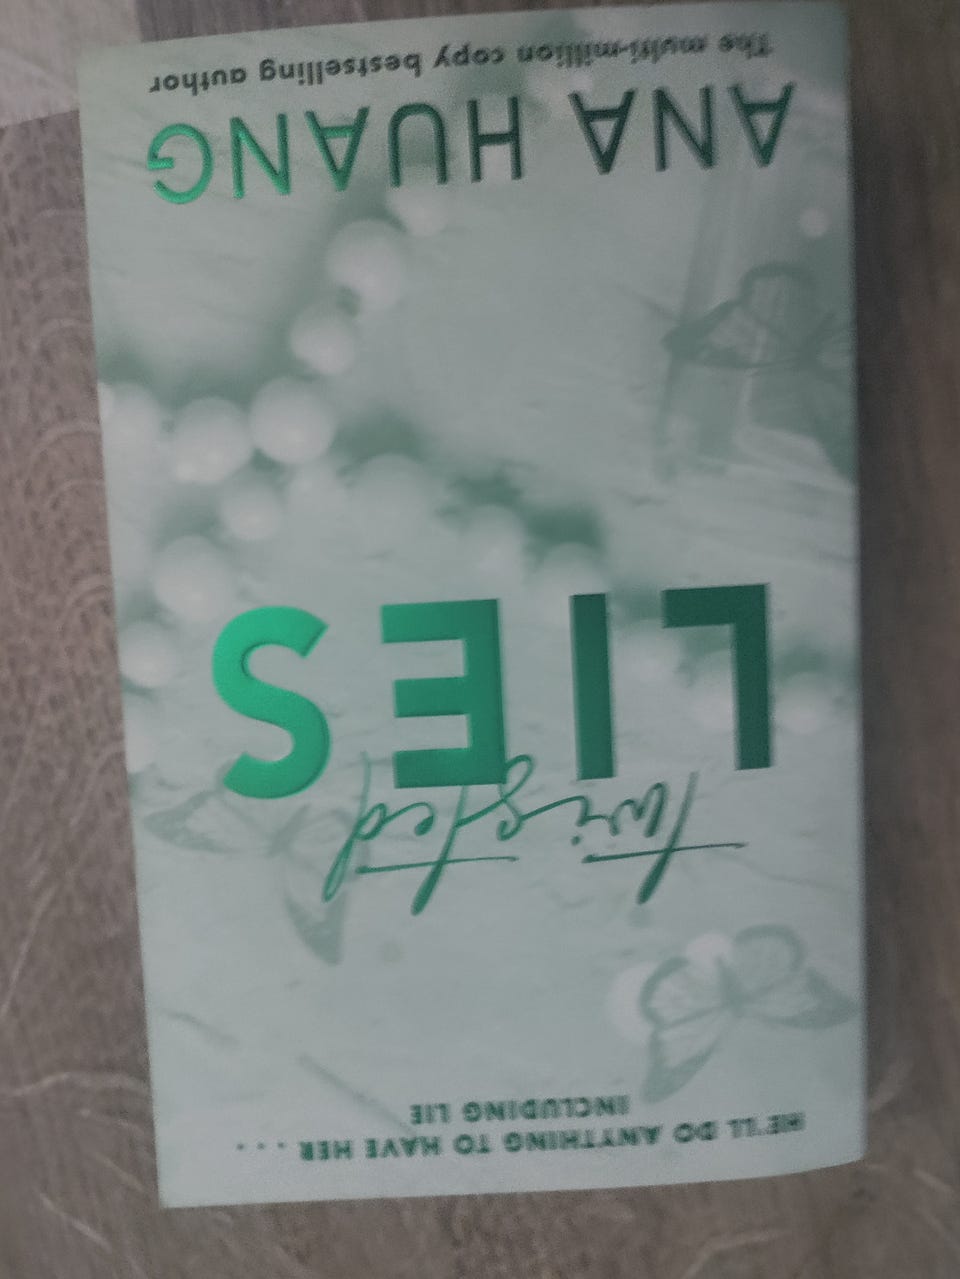 HE'LL DO ANYTHING TO HAVE HER . . . .
INCLUDING LIE
Twisted
LIES
ANA HUANG
The multi-million copy bestselling author